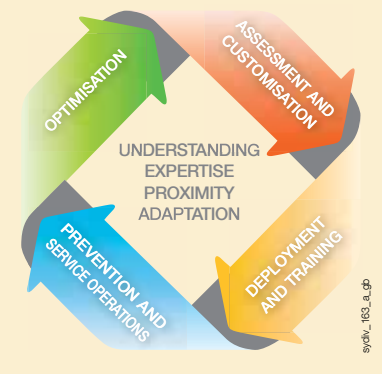 OPTIMISATION
ASSESSMENT AND
CUSTOMISATION
UNDERSTANDING
EXPERTISE
PROXIMITY
ADAPTATION
PREVENTION AND
SERVICE OPERATIONS
DEPLOYMENT
AND TRAINING
sydiv_163_a_gb